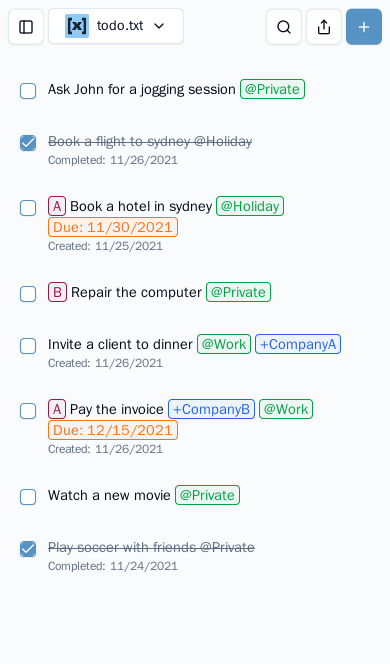 [x] todo.txt
Ask John for a jogging session @Private
Book a flight to sydney @Holiday
Completed: 11/26/2021
A Book a hotel in sydney @Holiday
Due: 11/30/2021
Created: 11/25/2021
B Repair the computer @Private
Invite a client to dinner @Work +CompanyA
Created: 11/26/2021
A Pay the invoice +CompanyB @Work
Due: 12/15/2021
Created: 11/26/2021
Watch a new movie @Private
Play soccer with friends @Private
Completed: 11/24/2021